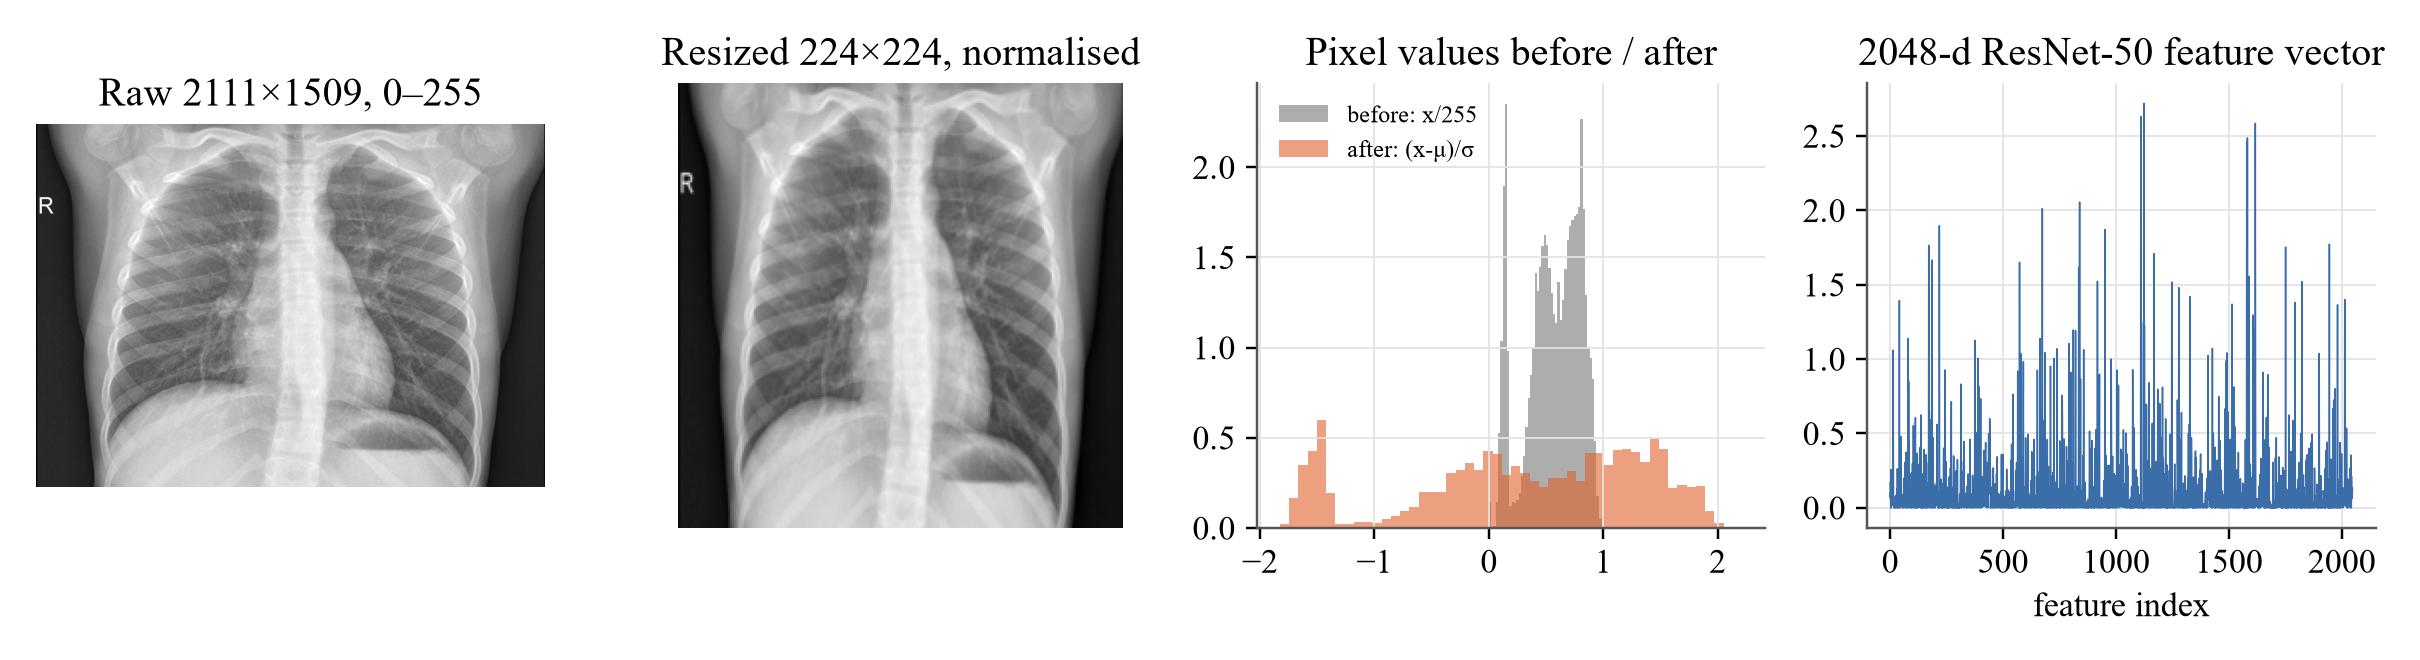 Raw 2111×1509, 0–255
R
Resized 224×224, normalised
R
Pixel values before / after
before: x/255
after: (x-μ)/σ
2.0
1.5
1.0
0.5
0.0
−2 −1 0 1 2
2048-d ResNet-50 feature vector
2.5
2.0
1.5
1.0
0.5
0.0
0 500 1000 1500 2000
feature index